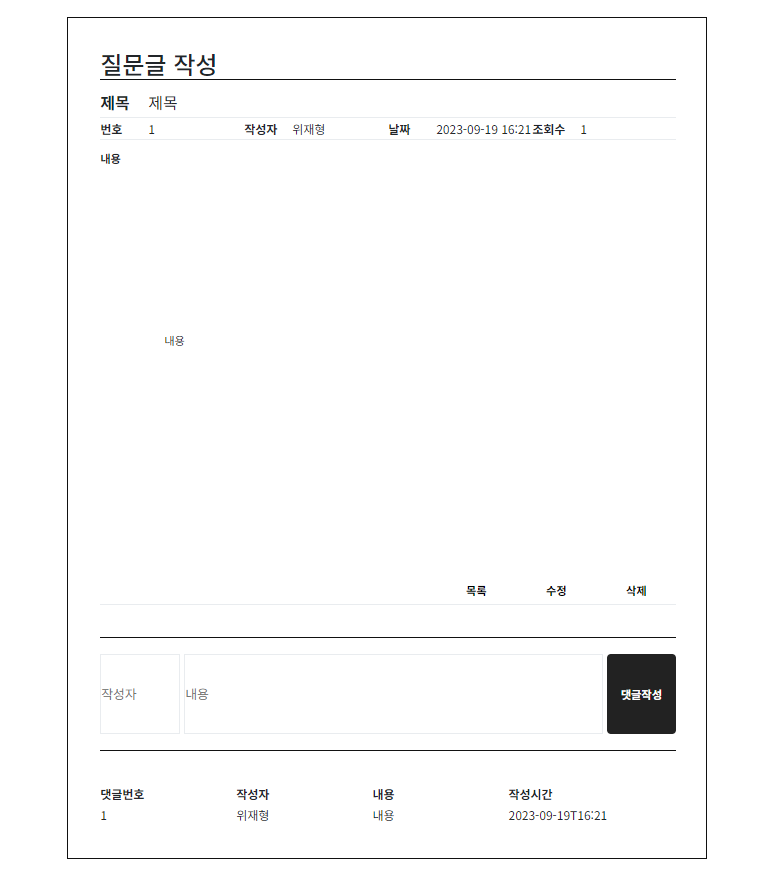 질문글 작성
제목 제목
번호 1 작성자 위재형 날짜 2023-09-19 16:21 조회수 1
내용
내용
목록 수정 삭제
작성자 내용 댓글작성
댓글번호 작성자 내용 작성시간
1 위재형 내용 2023-09-19T16:21